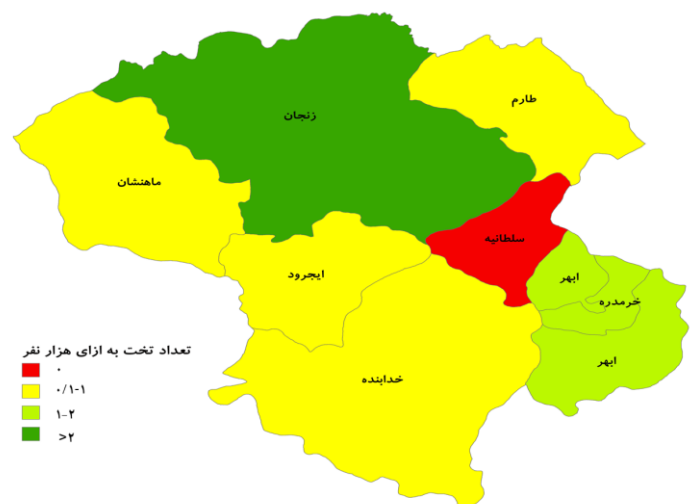 طارم
زنجان
ماهنشان
سلطانیه
ایجرود
ابهر
خرمدره
ابهر
خدابنده
تعداد تخت به ازای هزار نفر
۰
۰/۱-۱
۱-۲
>۲